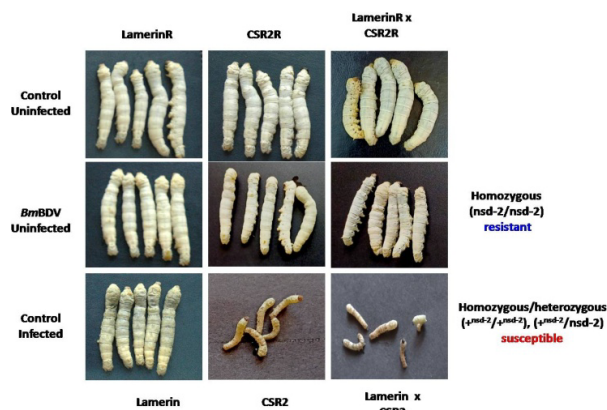 LamerinR
CSR2R
LamerinR x
CSR2R
Control
Uninfected
BmBDV
Uninfected
Homozygous
(nsd-2/nsd-2)
resistant
Control
Infected
Homozygous/heterozygous
(+nsd-2/+nsd-2), (+nsd-2/nsd-2)
susceptible
Lamerin
CSR2
Lamerin x
CSR2